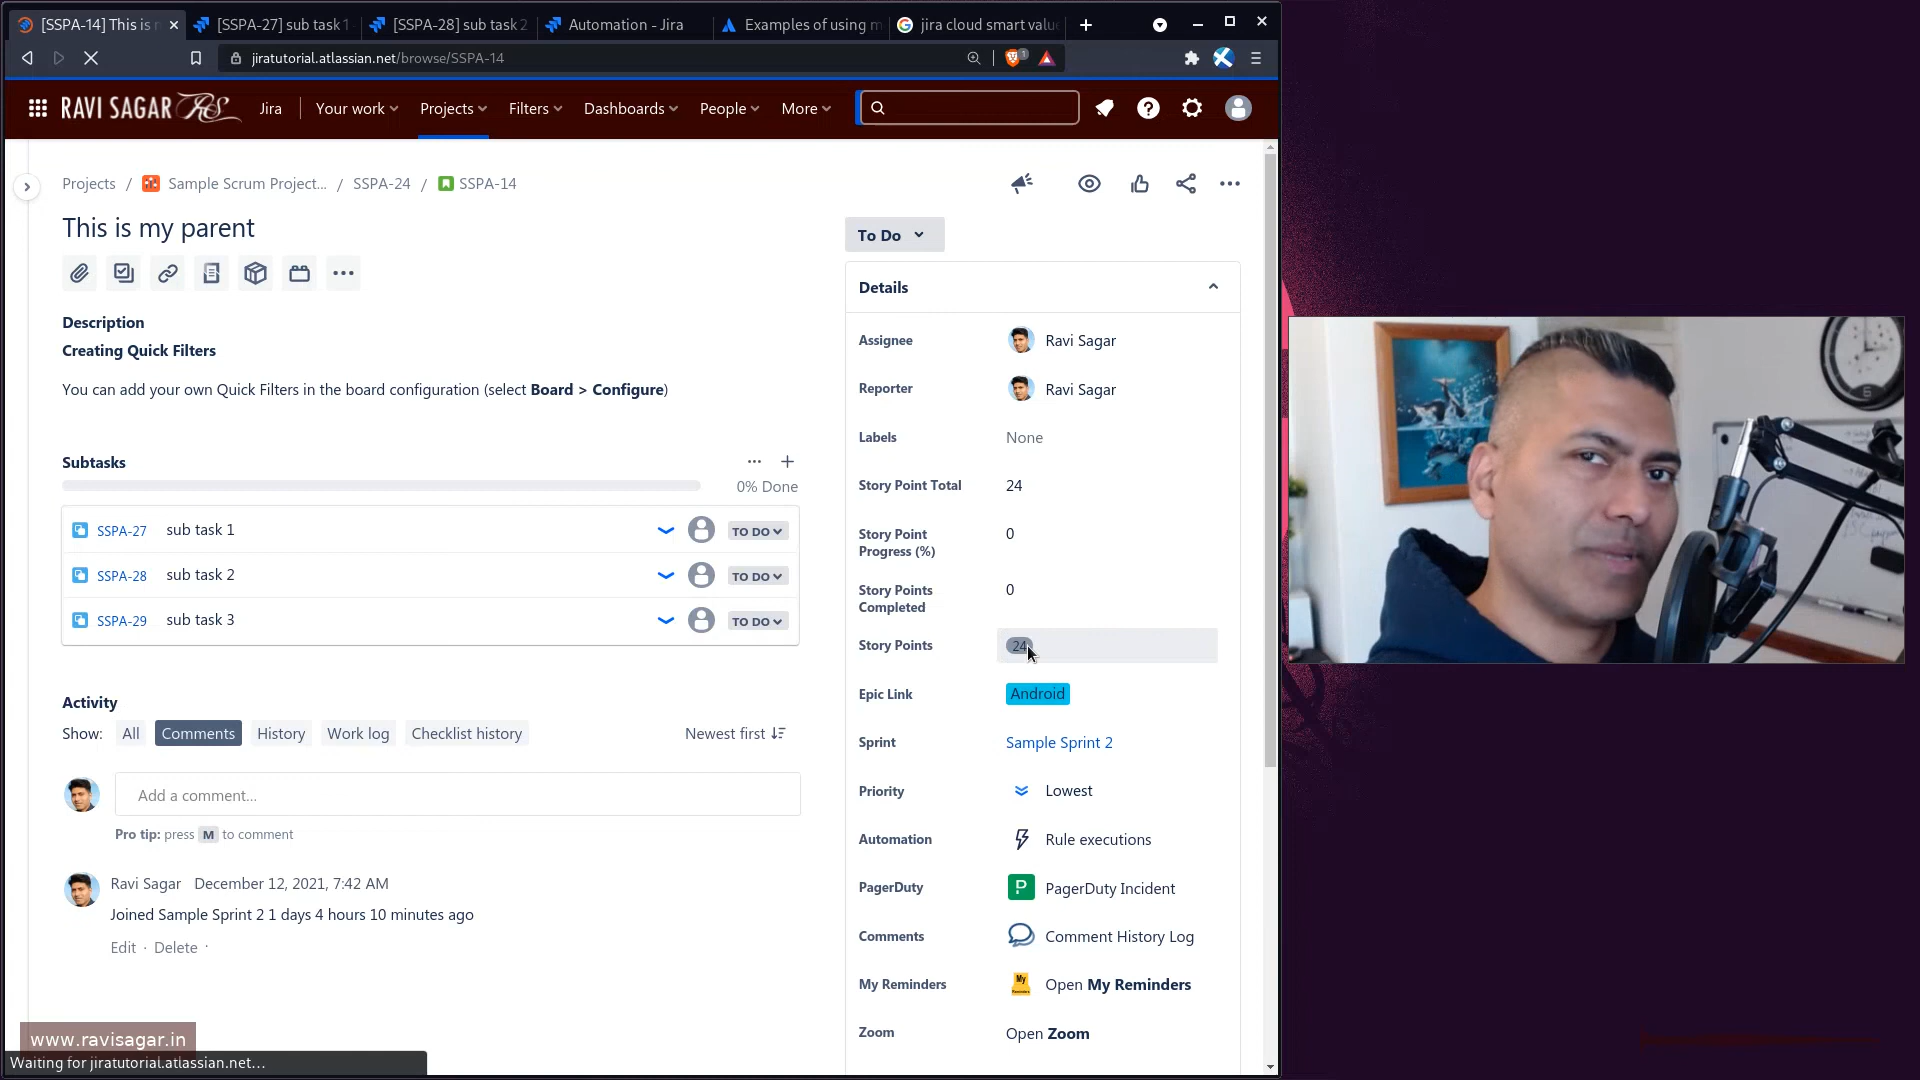 [SSPA-14] This is
[SSPA-27] sub task 1
[SSPA-28] sub task 2
Automation - Jira
Examples of using
jira cloud smart
jiratutorial.atlassian.net/browse/SSPA-14
1
RAVI SAGAR RS
Jira
Your work
Projects
Filters
Dashboards
People
More
Projects / Sample Scrum Project... / SSPA-24 / SSPA-14
This is my parent
To Do
Description
Creating Quick Filters
You can add your own Quick Filters in the board configuration (select Board > Configure)
Subtasks
0% Done
SSPA-27 sub task 1 TO DO
SSPA-28 sub task 2 TO DO
SSPA-29 sub task 3 TO DO
Activity
Show: All Comments History Work log Checklist history Newest first
Add a comment...
Pro tip: press M to comment
Ravi Sagar December 12, 2021, 7:42 AM
Joined Sample Sprint 2 1 days 4 hours 10 minutes ago
Edit · Delete ·
Details
Assignee Ravi Sagar
Reporter Ravi Sagar
Labels None
Story Point Total 24
Story Point Progress (%) 0
Story Points Completed 0
Story Points 24
Epic Link Android
Sprint Sample Sprint 2
Priority Lowest
Automation Rule executions
PagerDuty P PagerDuty Incident
Comments Comment History Log
My Reminders Open My Reminders
Zoom Open Zoom
www.ravisagar.in
Waiting for jiratutorial.atlassian.net...